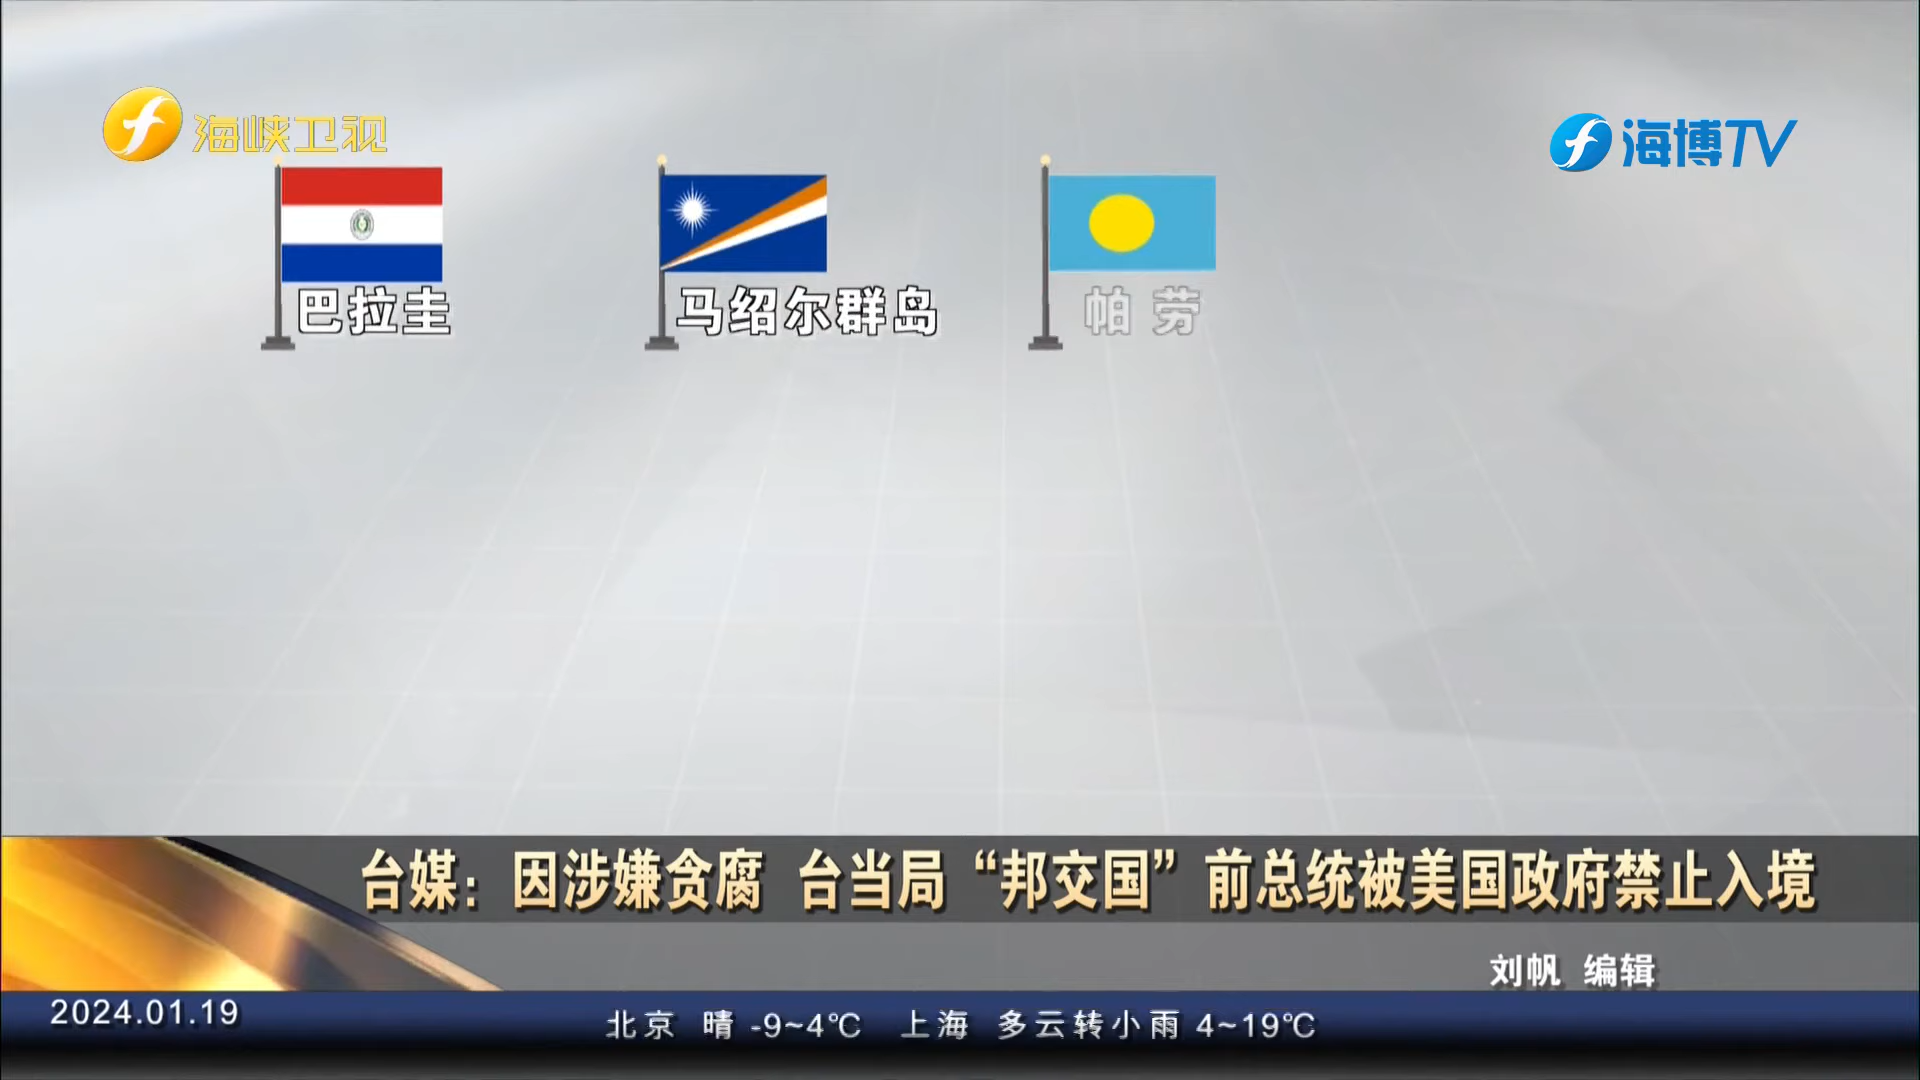 海峡卫视
海博TV
巴拉圭
马绍尔群岛
帕劳
台媒：因涉嫌贪腐 台当局“邦交国”前总统被美国政府禁止入境
刘帆 编辑
2024.01.19
北京 晴 -9~4℃ 上海 多云转小雨 4~19℃